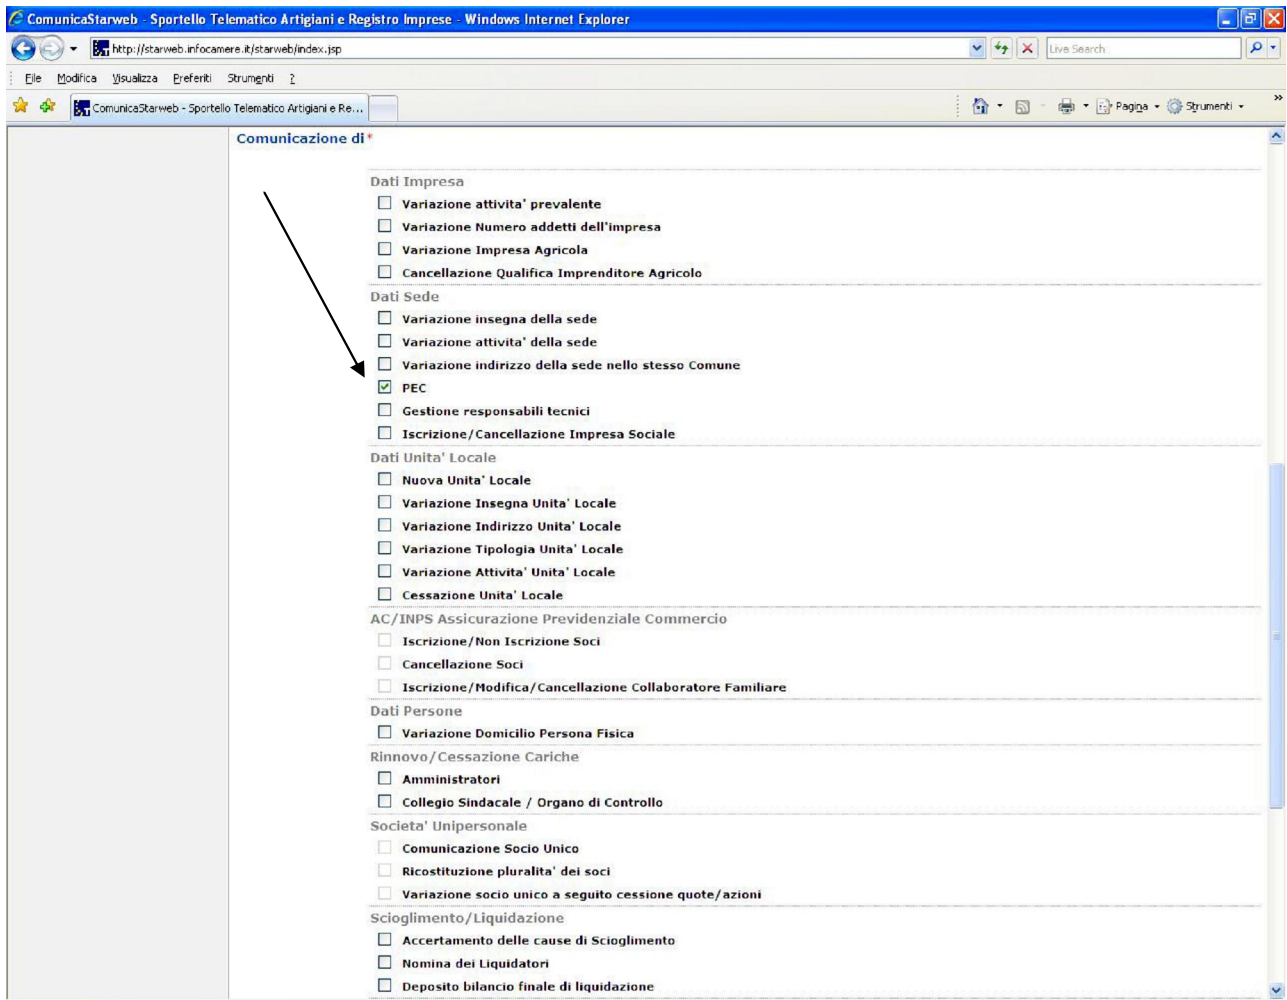 ComunicaStarweb - Sportello Telematico Artigiani e Registro Imprese - Windows Internet Explorer
http://starweb.infocamere.it/starweb/index.jsp
Live Search
File Modifica Visualizza Preferiti Strumenti ?
ComunicaStarweb - Sportello Telematico Artigiani e Re...
Pagina Strumenti »
Comunicazione di*
Dati Impresa
Variazione attivita' prevalente
Variazione Numero addetti dell'impresa
Variazione Impresa Agricola
Cancellazione Qualifica Imprenditore Agricolo
Dati Sede
Variazione insegna della sede
Variazione attivita' della sede
Variazione indirizzo della sede nello stesso Comune
PEC
Gestione responsabili tecnici
Iscrizione/Cancellazione Impresa Sociale
Dati Unita' Locale
Nuova Unita' Locale
Variazione Insegna Unita' Locale
Variazione Indirizzo Unita' Locale
Variazione Tipologia Unita' Locale
Variazione Attivita' Unita' Locale
Cessazione Unita' Locale
AC/INPS Assicurazione Previdenziale Commercio
Iscrizione/Non Iscrizione Soci
Cancellazione Soci
Iscrizione/Modifica/Cancellazione Collaboratore Familiare
Dati Persone
Variazione Domicilio Persona Fisica
Rinnovo/Cessazione Cariche
Amministratori
Collegio Sindacale / Organo di Controllo
Societa' Unipersonale
Comunicazione Socio Unico
Ricostituzione pluralita' dei soci
Variazione socio unico a seguito cessione quote/azioni
Scioglimento/Liquidazione
Accertamento delle cause di Scioglimento
Nomina dei Liquidatori
Deposito bilancio finale di liquidazione